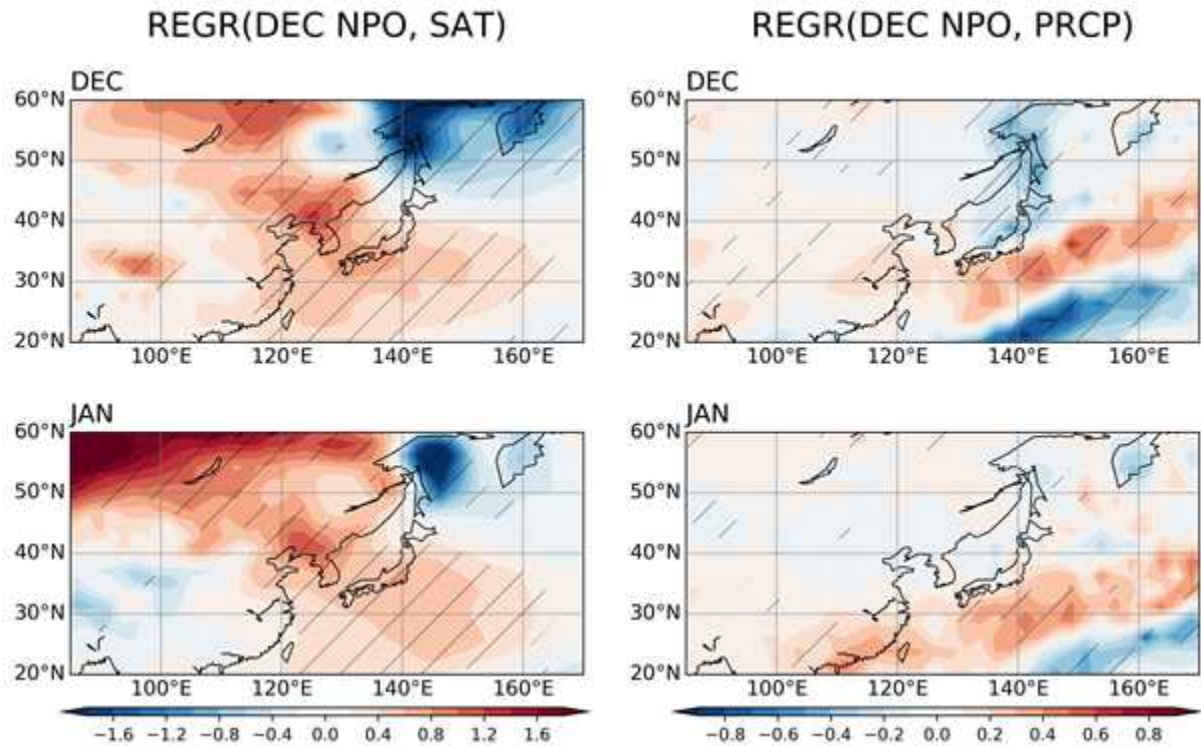 REGR(DEC NPO, SAT)
REGR(DEC NPO, PRCP)
DEC
60°N
50°N
40°N
30°N
20°N
100°E 120°E 140°E 160°E
DEC
60°N
50°N
40°N
30°N
20°N
100°E 120°E 140°E 160°E
JAN
60°N
50°N
40°N
30°N
20°N
100°E 120°E 140°E 160°E
JAN
60°N
50°N
40°N
30°N
20°N
100°E 120°E 140°E 160°E
−1.6 −1.2 −0.8 −0.4 0.0 0.4 0.8 1.2 1.6
−0.8 −0.6 −0.4 −0.2 0.0 0.2 0.4 0.6 0.8